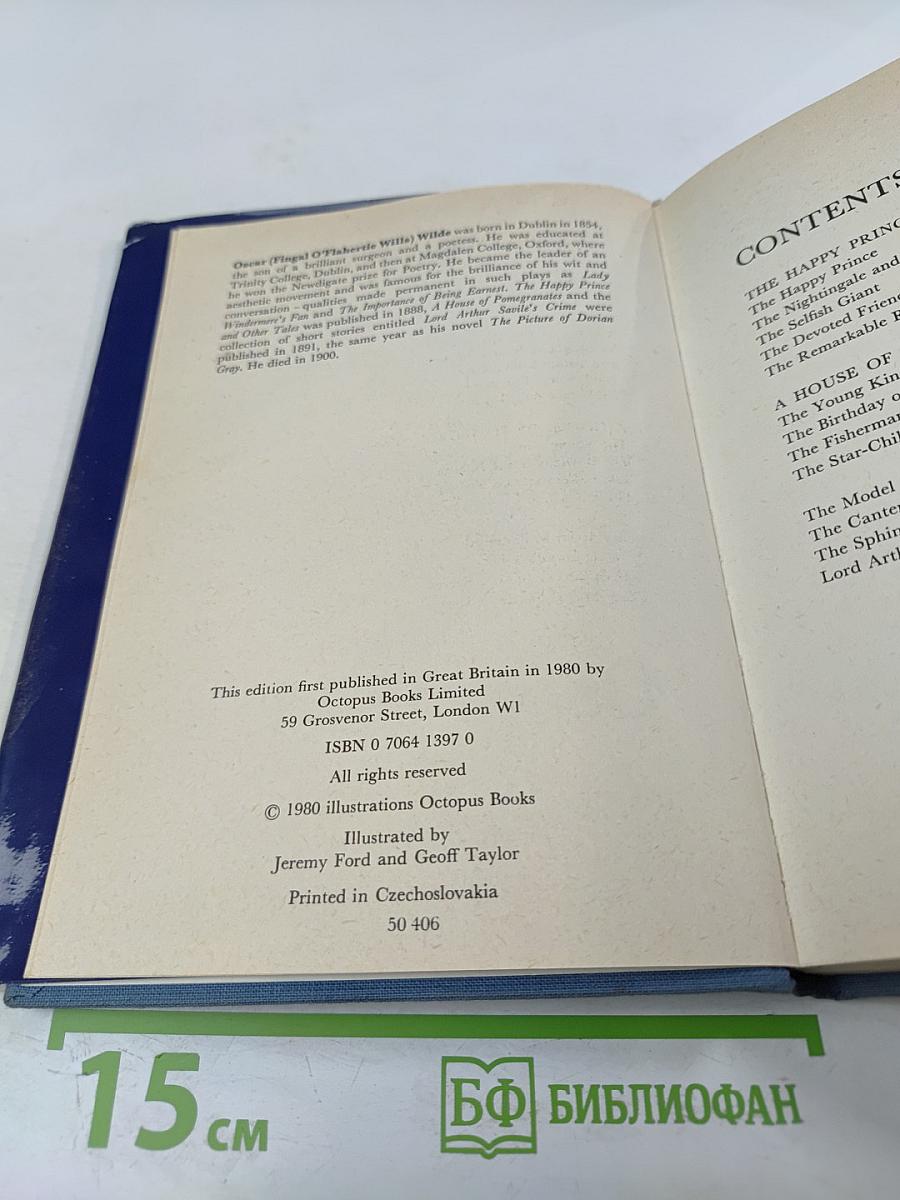 Oscar (Fingal O'Flahertie Wills) Wilde was born in Dublin in 1854,
the son of a brilliant surgeon and a poetess. He was educated at
Trinity College, Dublin, and then at Magdalen College, Oxford, where
he won the Newdigate prize for Poetry. He became the leader of an
aesthetic movement and was famous for the brilliance of his wit and
conversation – qualities made permanent in such plays as Lady
Windermere's Fan and The Importance of Being Earnest. The Happy Prince
and Other Tales was published in 1888, A House of Pomegranates and the
collection of short stories entitled Lord Arthur Savile's Crime were
published in 1891, the same year as his novel The Picture of Dorian
Gray. He died in 1900.
This edition first published in Great Britain in 1980 by
Octopus Books Limited
59 Grosvenor Street, London W1
ISBN 0 7064 1397 0
All rights reserved
© 1980 illustrations Octopus Books
Illustrated by
Jeremy Ford and Geoff Taylor
Printed in Czechoslovakia
50 406
CONTENTS
THE HAPPY PRINC
The Happy Prince
The Nightingale and
The Selfish Giant
The Devoted Frien
The Remarkable
A HOUSE OF
The Young Kin
The Birthday o
The Fisherma
The Star-Chil
The Model
The Canter
The Sphin
Lord Arth
15 см
БФ БИБЛИОФАН